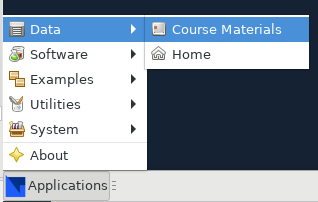 Data
Software
Examples
Utilities
System
About
Course Materials
Home
Applications